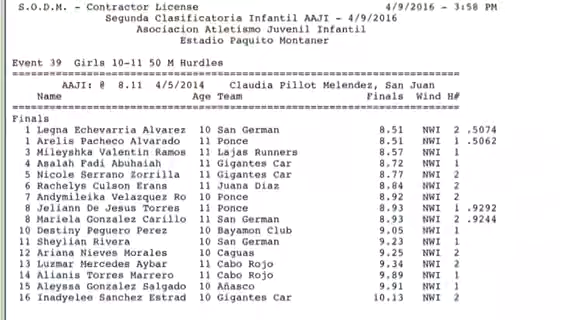 S.O.D.M. - Contractor License 4/9/2016 - 3:58 PM
Segunda Clasificatoria Infantil AAJI - 4/9/2016
Asociacion Atletismo Juvenil Infantil
Estadio Paquito Montaner
Event 39 Girls 10-11 50 M Hurdles
AAJI: @ 8.11 4/5/2014 Claudia Pillot Melendez, San Juan
Name Age Team Finals Wind H#
Finals
1 Legna Echevarria Alvarez 10 San German 8.51 NWI 2 .5074
1 Arelis Pacheco Alvarado 11 Ponce 8.51 NWI 1 .5062
3 Mileyshka Valentin Ramos 11 Lajas Runners 8.57 NWI 1
4 Asalah Fadi Abuhaiah 11 Gigantes Car 8.72 NWI 1
5 Nicole Serrano Zorrilla 11 Gigantes Car 8.77 NWI 2
6 Rachelys Culson Erans 11 Juana Diaz 8.84 NWI 2
7 Andymileika Velazquez Ro 10 Ponce 8.92 NWI 2
8 Jeliann De Jesus Torres 11 Ponce 8.93 NWI 1 .9292
8 Mariela Gonzalez Carillo 11 San German 8.93 NWI 2 .9244
10 Destiny Peguero Perez 10 Bayamon Club 9.05 NWI 1
11 Sheylian Rivera 10 San German 9.23 NWI 1
12 Ariana Nieves Morales 10 Caguas 9.25 NWI 2
13 Luzmar Mercedes Aybar 11 Cabo Rojo 9.34 NWI 2
14 Alianis Torres Marrero 11 Cabo Rojo 9.89 NWI 1
15 Aleyssa Gonzalez Salgado 10 Añasco 9.91 NWI 1
16 Inadyelee Sanchez Estrad 10 Gigantes Car 10.13 NWI 2